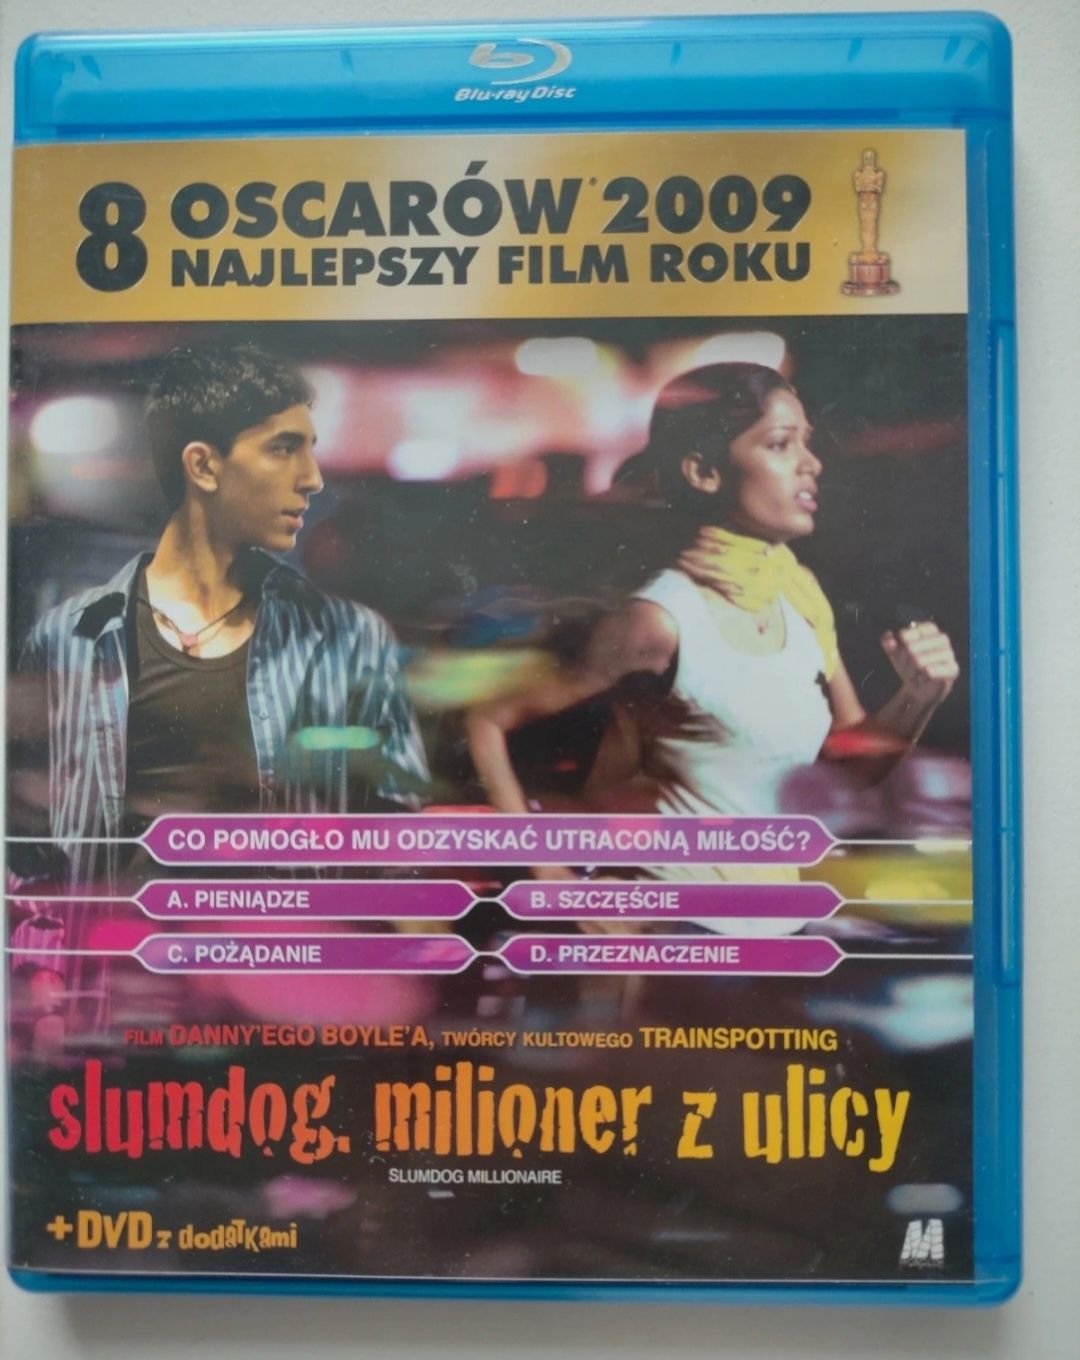 Blu-ray Disc
8 OSCARÓW® 2009
NAJLEPSZY FILM ROKU
CO POMOGŁO MU ODZYSKAĆ UTRACONĄ MIŁOŚĆ?
A. PIENIĄDZE
B. SZCZĘŚCIE
C. POŻĄDANIE
D. PRZEZNACZENIE
FILM DANNY'EGO BOYLE'A, TWÓRCY KULTOWEGO TRAINSPOTTING
slumdog. milioner z ulicy
SLUMDOG MILLIONAIRE
+ DVD z dodatkami
M